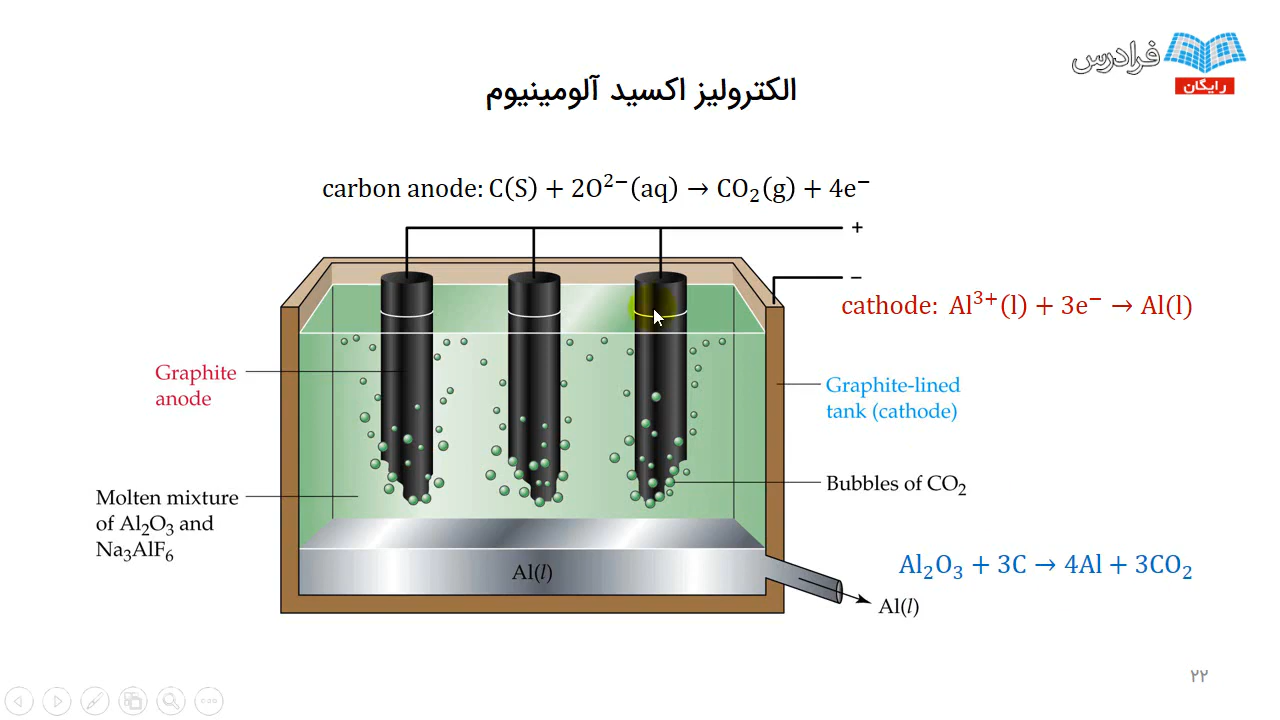 فرادرس
رایگان
الکترولیز اکسید آلومینیوم
carbon anode: C(S) + 2O²⁻(aq) → CO₂(g) + 4e⁻
+
−
cathode: Al³⁺(l) + 3e⁻ → Al(l)
Graphite
anode
Graphite-lined
tank (cathode)
Molten mixture
of Al₂O₃ and
Na₃AlF₆
Bubbles of CO₂
Al₂O₃ + 3C → 4Al + 3CO₂
Al(l)
Al(l)
۲۲